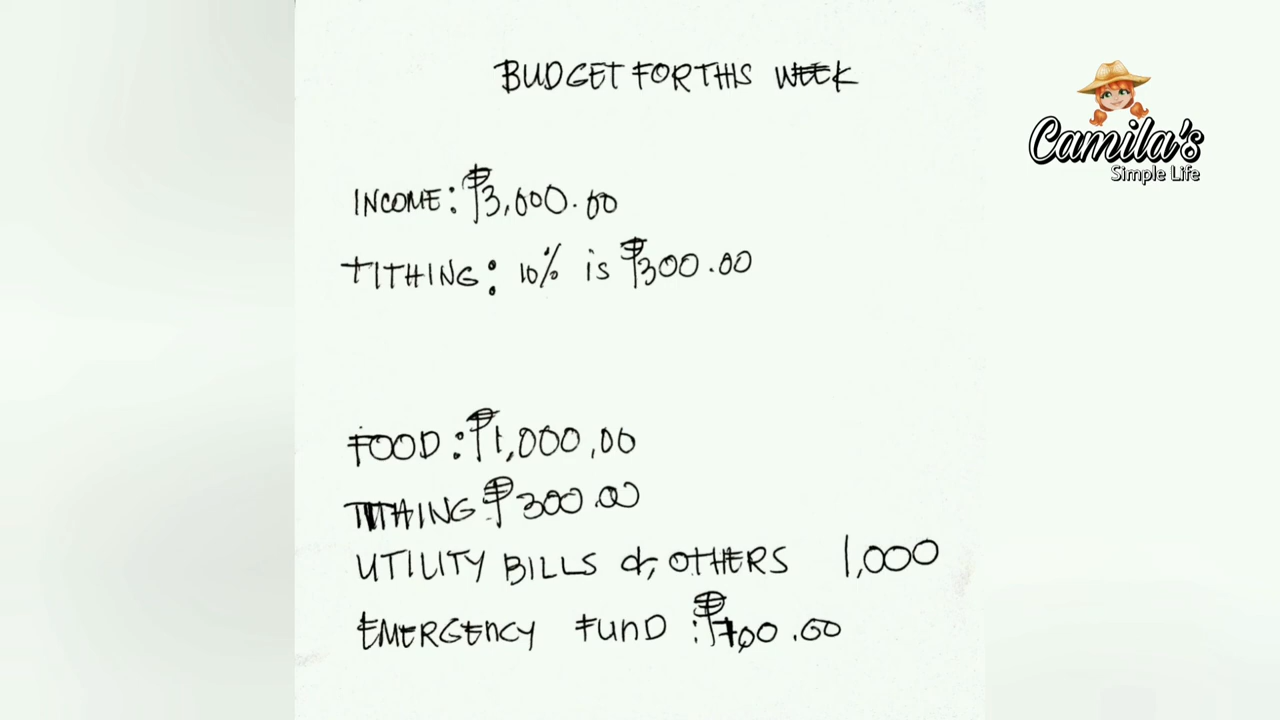 BUDGET FOR THIS WEEK
Camila's
Simple Life
INCOME: ₱3,000.00
TITHING: 10% is ₱300.00
FOOD: ₱1,000.00
TITHING ₱300.00
UTILITY BILLS &, OTHERS 1,000
EMERGENCY FUND: ₱700.00